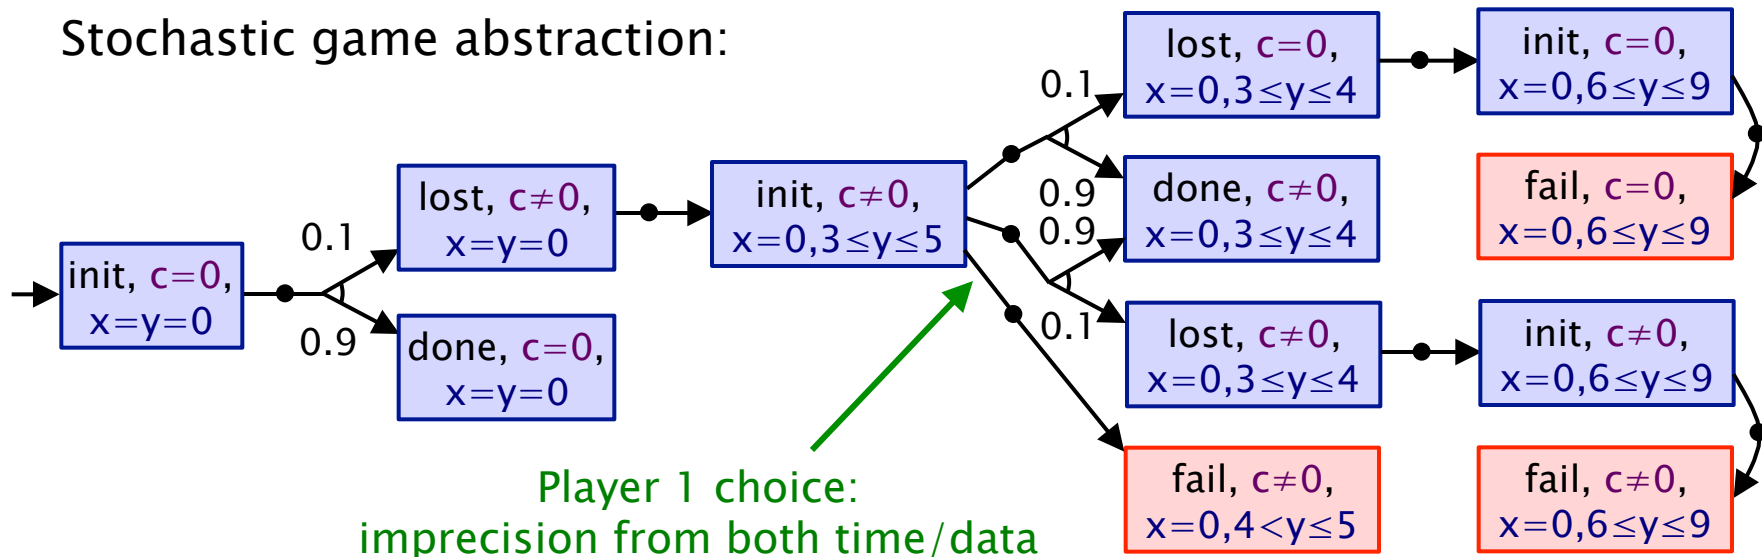 Stochastic game abstraction:
init, c=0,
x=y=0
0.1
0.9
lost, c≠0,
x=y=0
done, c=0,
x=y=0
init, c≠0,
x=0,3≤y≤5
0.1
0.9
0.9
0.1
lost, c=0,
x=0,3≤y≤4
done, c≠0,
x=0,3≤y≤4
lost, c≠0,
x=0,3≤y≤4
fail, c≠0,
x=0,4<y≤5
init, c=0,
x=0,6≤y≤9
fail, c=0,
x=0,6≤y≤9
init, c≠0,
x=0,6≤y≤9
fail, c≠0,
x=0,6≤y≤9
Player 1 choice:
imprecision from both time/data